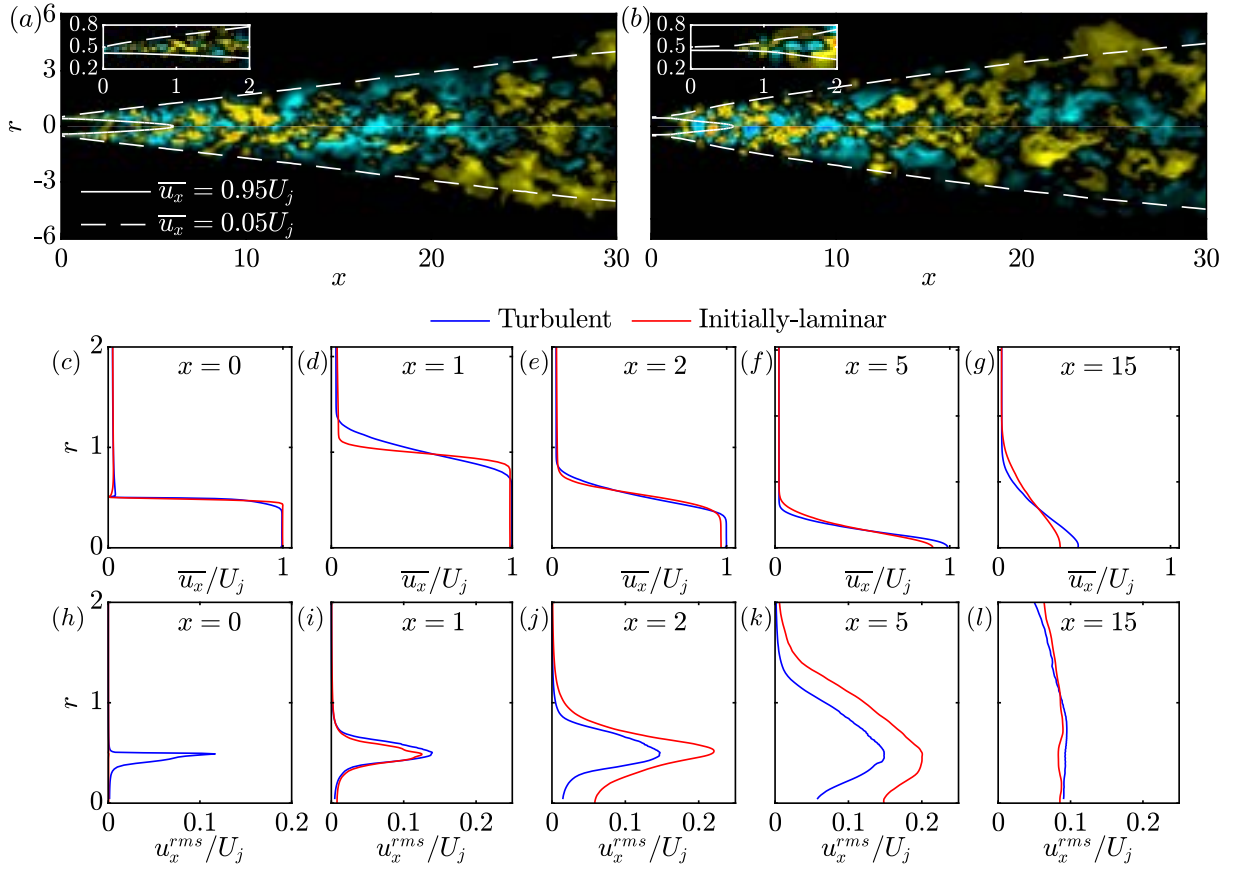 (a) (b)
6 3 0 -3 -6
r
0.8 0.5 0.2
0 1 2
0.8 0.5 0.2
0 1 2
$\overline{u_x} = 0.95U_j$
$\overline{u_x} = 0.05U_j$
0 10 20 30 0 10 20 30
x x
Turbulent Initially-laminar
(c) x = 0 (d) x = 1 (e) x = 2 (f) x = 5 (g) x = 15
2
1
r
0
0 1 0 1 0 1 0 1 0 1
$\overline{u_x}/U_j$ $\overline{u_x}/U_j$ $\overline{u_x}/U_j$ $\overline{u_x}/U_j$ $\overline{u_x}/U_j$
(h) x = 0 (i) x = 1 (j) x = 2 (k) x = 5 (l) x = 15
2
1
r
0
0 0.1 0.2 0 0.1 0.2 0 0.1 0.2 0 0.1 0.2 0 0.1 0.2
$u_x^{rms}/U_j$ $u_x^{rms}/U_j$ $u_x^{rms}/U_j$ $u_x^{rms}/U_j$ $u_x^{rms}/U_j$